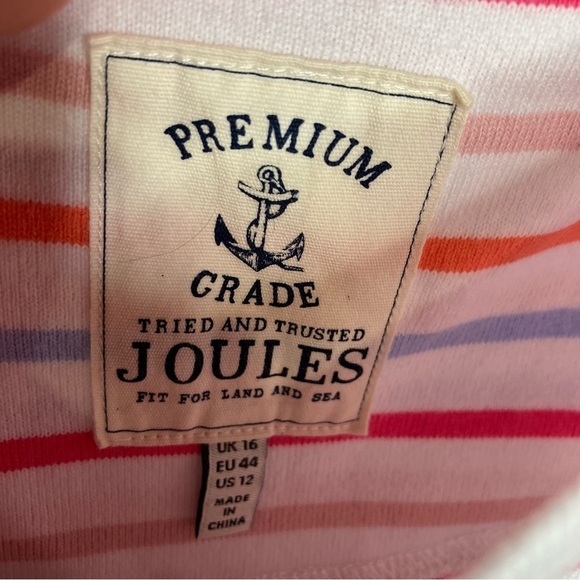 PREMIUM
GRADE
TRIED AND TRUSTED
JOULES
FIT FOR LAND AND SEA
UK 16
EU 44
US 12
MADE
IN
CHINA